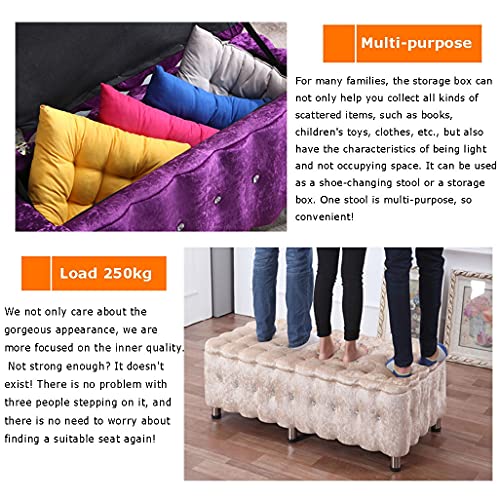 Multi-purpose
For many families, the storage box can
not only help you collect all kinds of
scattered items, such as books,
children's toys, clothes, etc., but also
have the characteristics of being light
and not occupying space. It can be used
as a shoe-changing stool or a storage
box. One stool is multi-purpose, so
convenient!
Load 250kg
We not only care about the
gorgeous appearance, we are
more focused on the inner quality.
Not strong enough? It doesn't
exist! There is no problem with
three people stepping on it, and
there is no need to worry about
finding a suitable seat again!